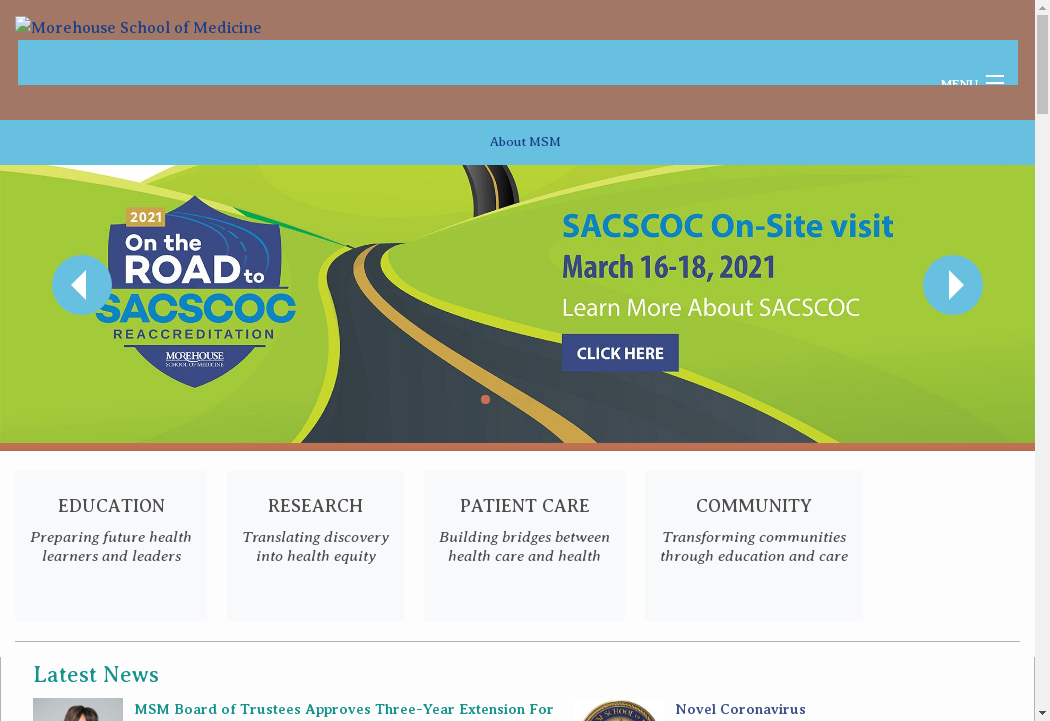 Morehouse School of Medicine
MENU
About MSM
2021
On the
ROAD to
SACSCOC
REACCREDITATION
MOREHOUSE
SCHOOL OF MEDICINE
SACSCOC On-Site visit
March 16-18, 2021
Learn More About SACSCOC
CLICK HERE
EDUCATION
Preparing future health
learners and leaders
RESEARCH
Translating discovery
into health equity
PATIENT CARE
Building bridges between
health care and health
COMMUNITY
Transforming communities
through education and care
Latest News
MSM Board of Trustees Approves Three-Year Extension For
Novel Coronavirus